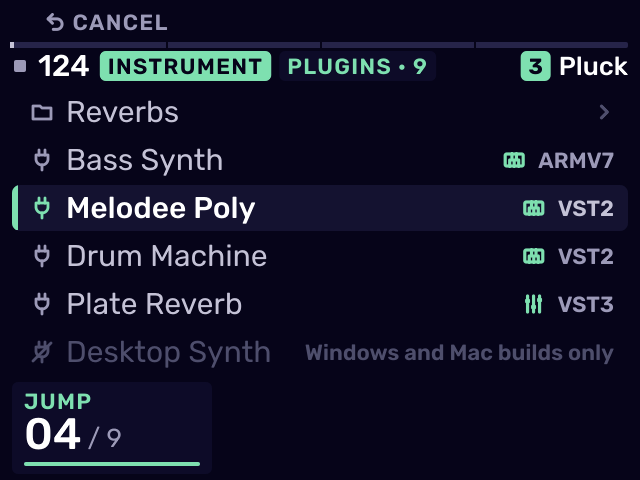 CANCEL
124 INSTRUMENT PLUGINS · 9 3 Pluck
Reverbs
Bass Synth ARMV7
Melodee Poly VST2
Drum Machine VST2
Plate Reverb VST3
Desktop Synth Windows and Mac builds only
JUMP
04 / 9